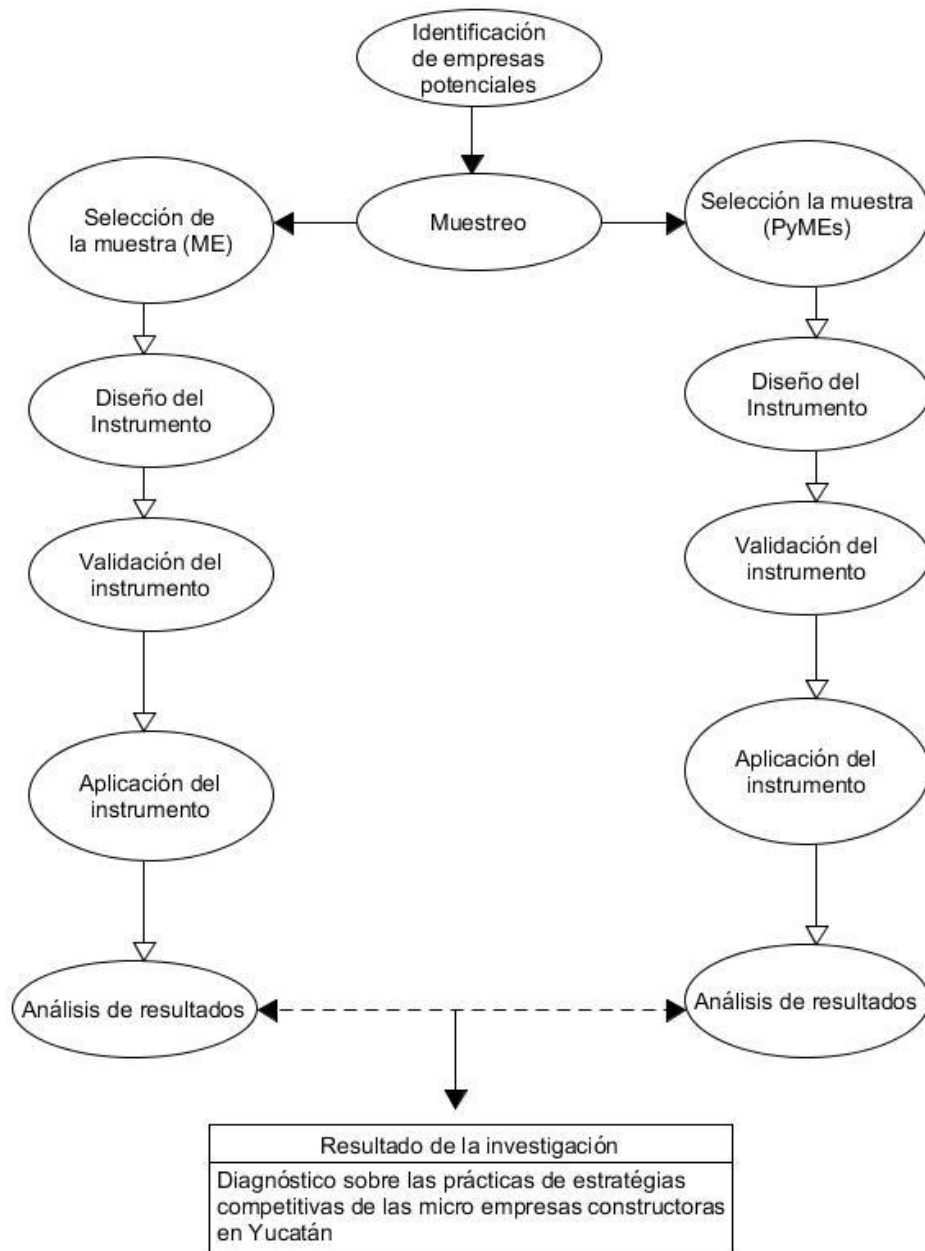 Identificación
de empresas
potenciales
Muestreo
Selección de
la muestra (ME)
Selección la muestra
(PyMEs)
Diseño del
Instrumento
Diseño del
Instrumento
Validación del
instrumento
Validación del
instrumento
Aplicación del
instrumento
Aplicación del
instrumento
Análisis de resultados
Análisis de resultados
Resultado de la investigación
Diagnóstico sobre las prácticas de estratégias
competitivas de las micro empresas constructoras
en Yucatán